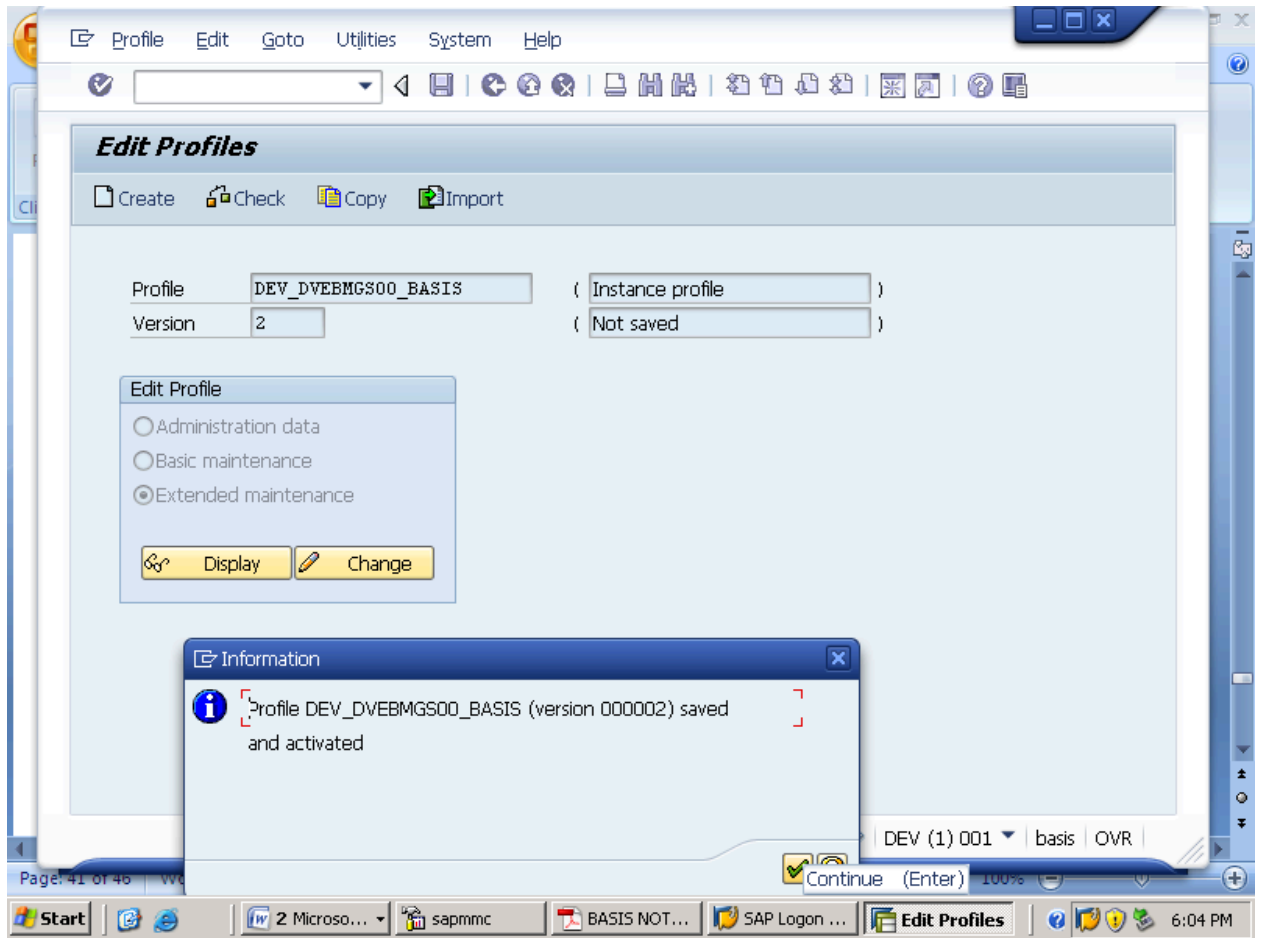 Profile Edit Goto Utilities System Help
Edit Profiles
Create Check Copy Import
Cli
Profile DEV_DVEBMGS00_BASIS ( Instance profile )
Version 2 ( Not saved )
Edit Profile
Administration data
Basic maintenance
Extended maintenance
Display Change
Information
Profile DEV_DVEBMGS00_BASIS (version 000002) saved
and activated
DEV (1) 001 basis OVR
Continue (Enter)
Page: 41 of 46 100%
Start 2 Microso... sapmmc BASIS NOT... SAP Logon ... Edit Profiles 6:04 PM